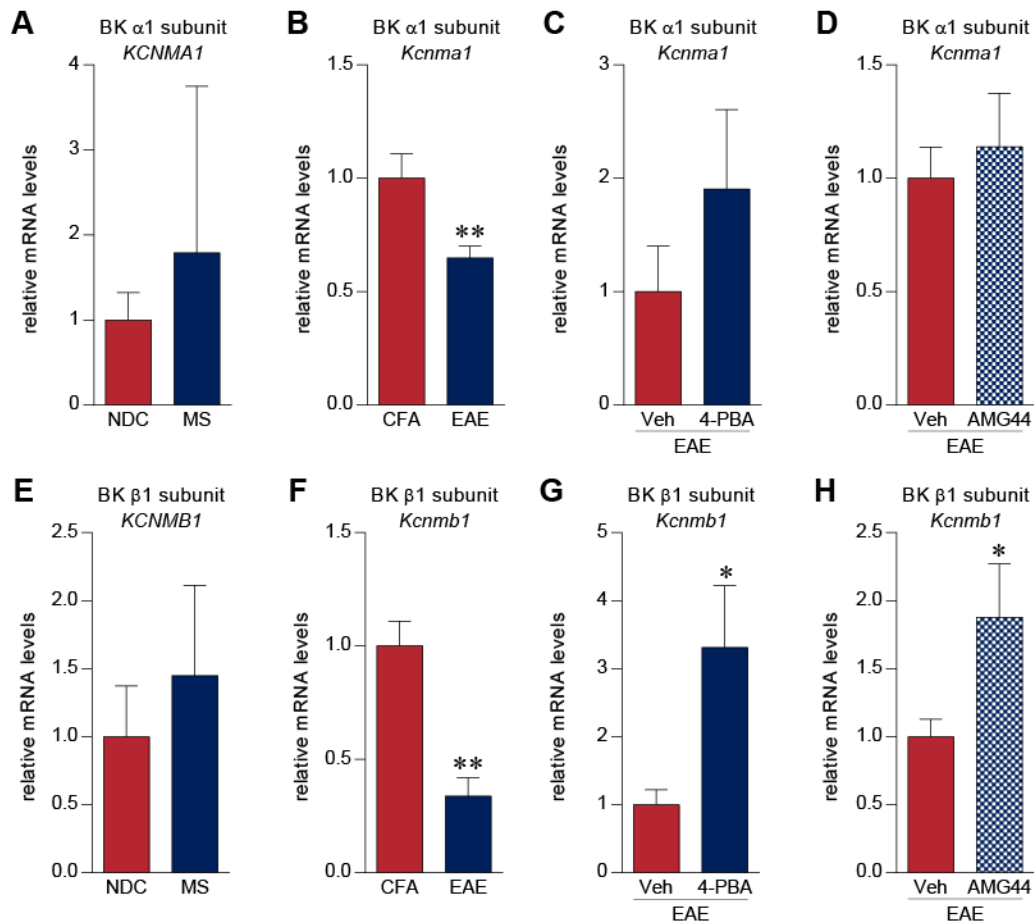 A
BK α1 subunit
KCNMA1
relative mRNA levels
4
3
2
1
0
NDC MS
B
BK α1 subunit
Kcnma1
relative mRNA levels
1.5
1.0
0.5
0.0
**
CFA EAE
C
BK α1 subunit
Kcnma1
relative mRNA levels
3
2
1
0
Veh 4-PBA
EAE
D
BK α1 subunit
Kcnma1
relative mRNA levels
1.5
1.0
0.5
0.0
Veh AMG44
EAE
E
BK β1 subunit
KCNMB1
relative mRNA levels
2.5
2.0
1.5
1.0
0.5
0.0
NDC MS
F
BK β1 subunit
Kcnmb1
relative mRNA levels
1.5
1.0
0.5
0.0
**
CFA EAE
G
BK β1 subunit
Kcnmb1
relative mRNA levels
5
4
3
2
1
0
*
Veh 4-PBA
EAE
H
BK β1 subunit
Kcnmb1
relative mRNA levels
2.5
2.0
1.5
1.0
0.5
0.0
*
Veh AMG44
EAE